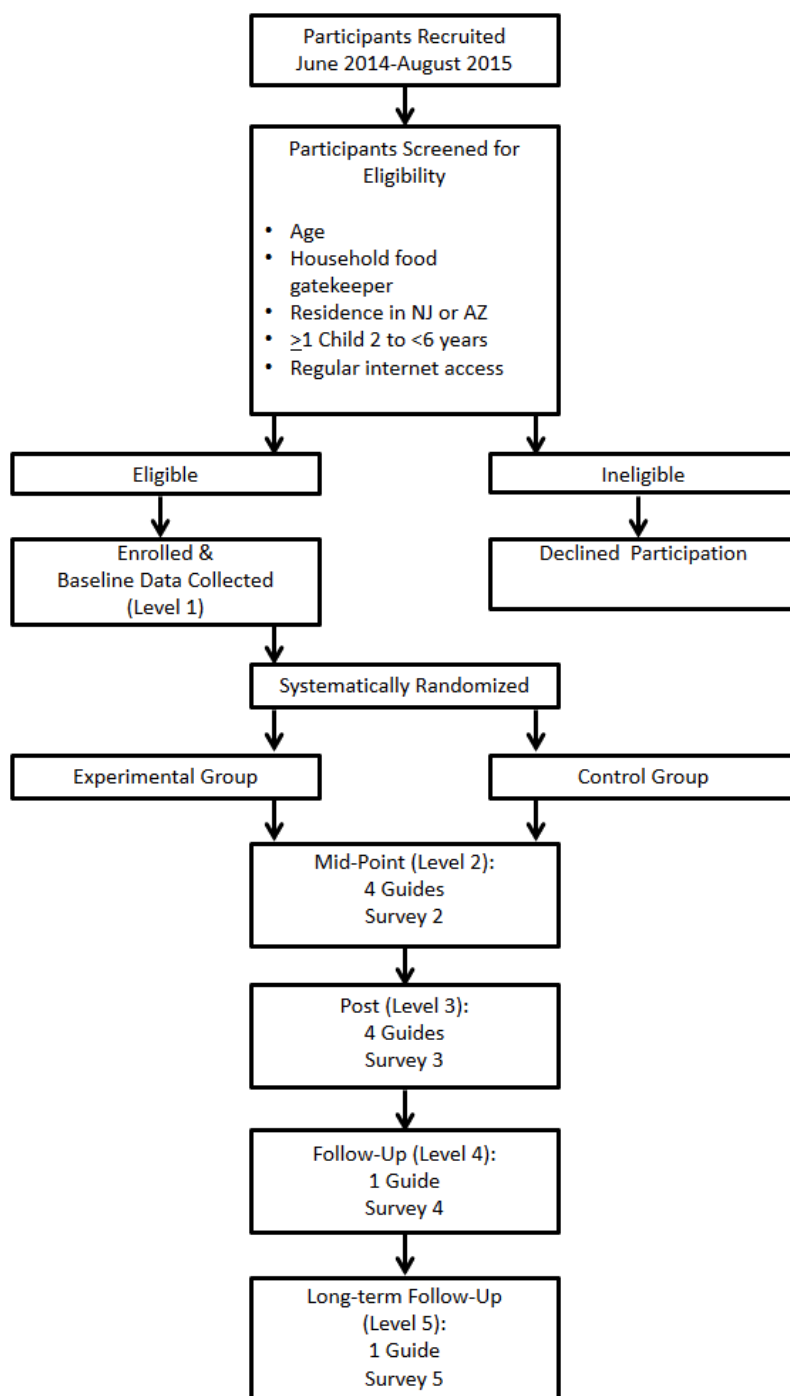 Participants Recruited
June 2014-August 2015
Participants Screened for
Eligibility
• Age
• Household food
gatekeeper
• Residence in NJ or AZ
• ≥1 Child 2 to <6 years
• Regular internet access
Eligible
Ineligible
Enrolled &
Baseline Data Collected
(Level 1)
Declined Participation
Systematically Randomized
Experimental Group
Control Group
Mid-Point (Level 2):
4 Guides
Survey 2
Post (Level 3):
4 Guides
Survey 3
Follow-Up (Level 4):
1 Guide
Survey 4
Long-term Follow-Up
(Level 5):
1 Guide
Survey 5